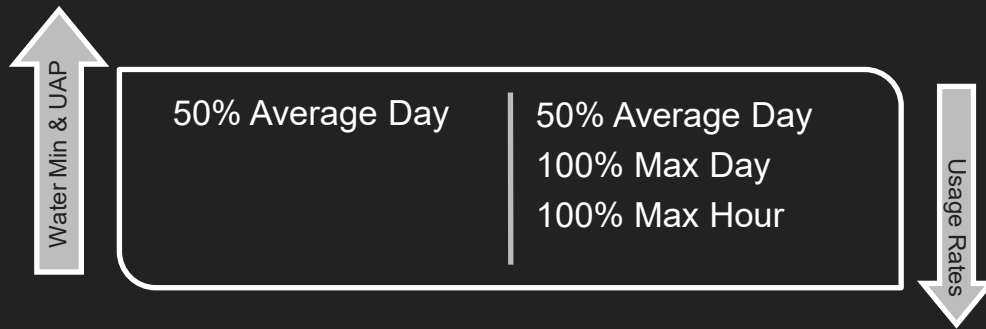 Water Min & UAP
50% Average Day
50% Average Day
100% Max Day
100% Max Hour
Usage Rates